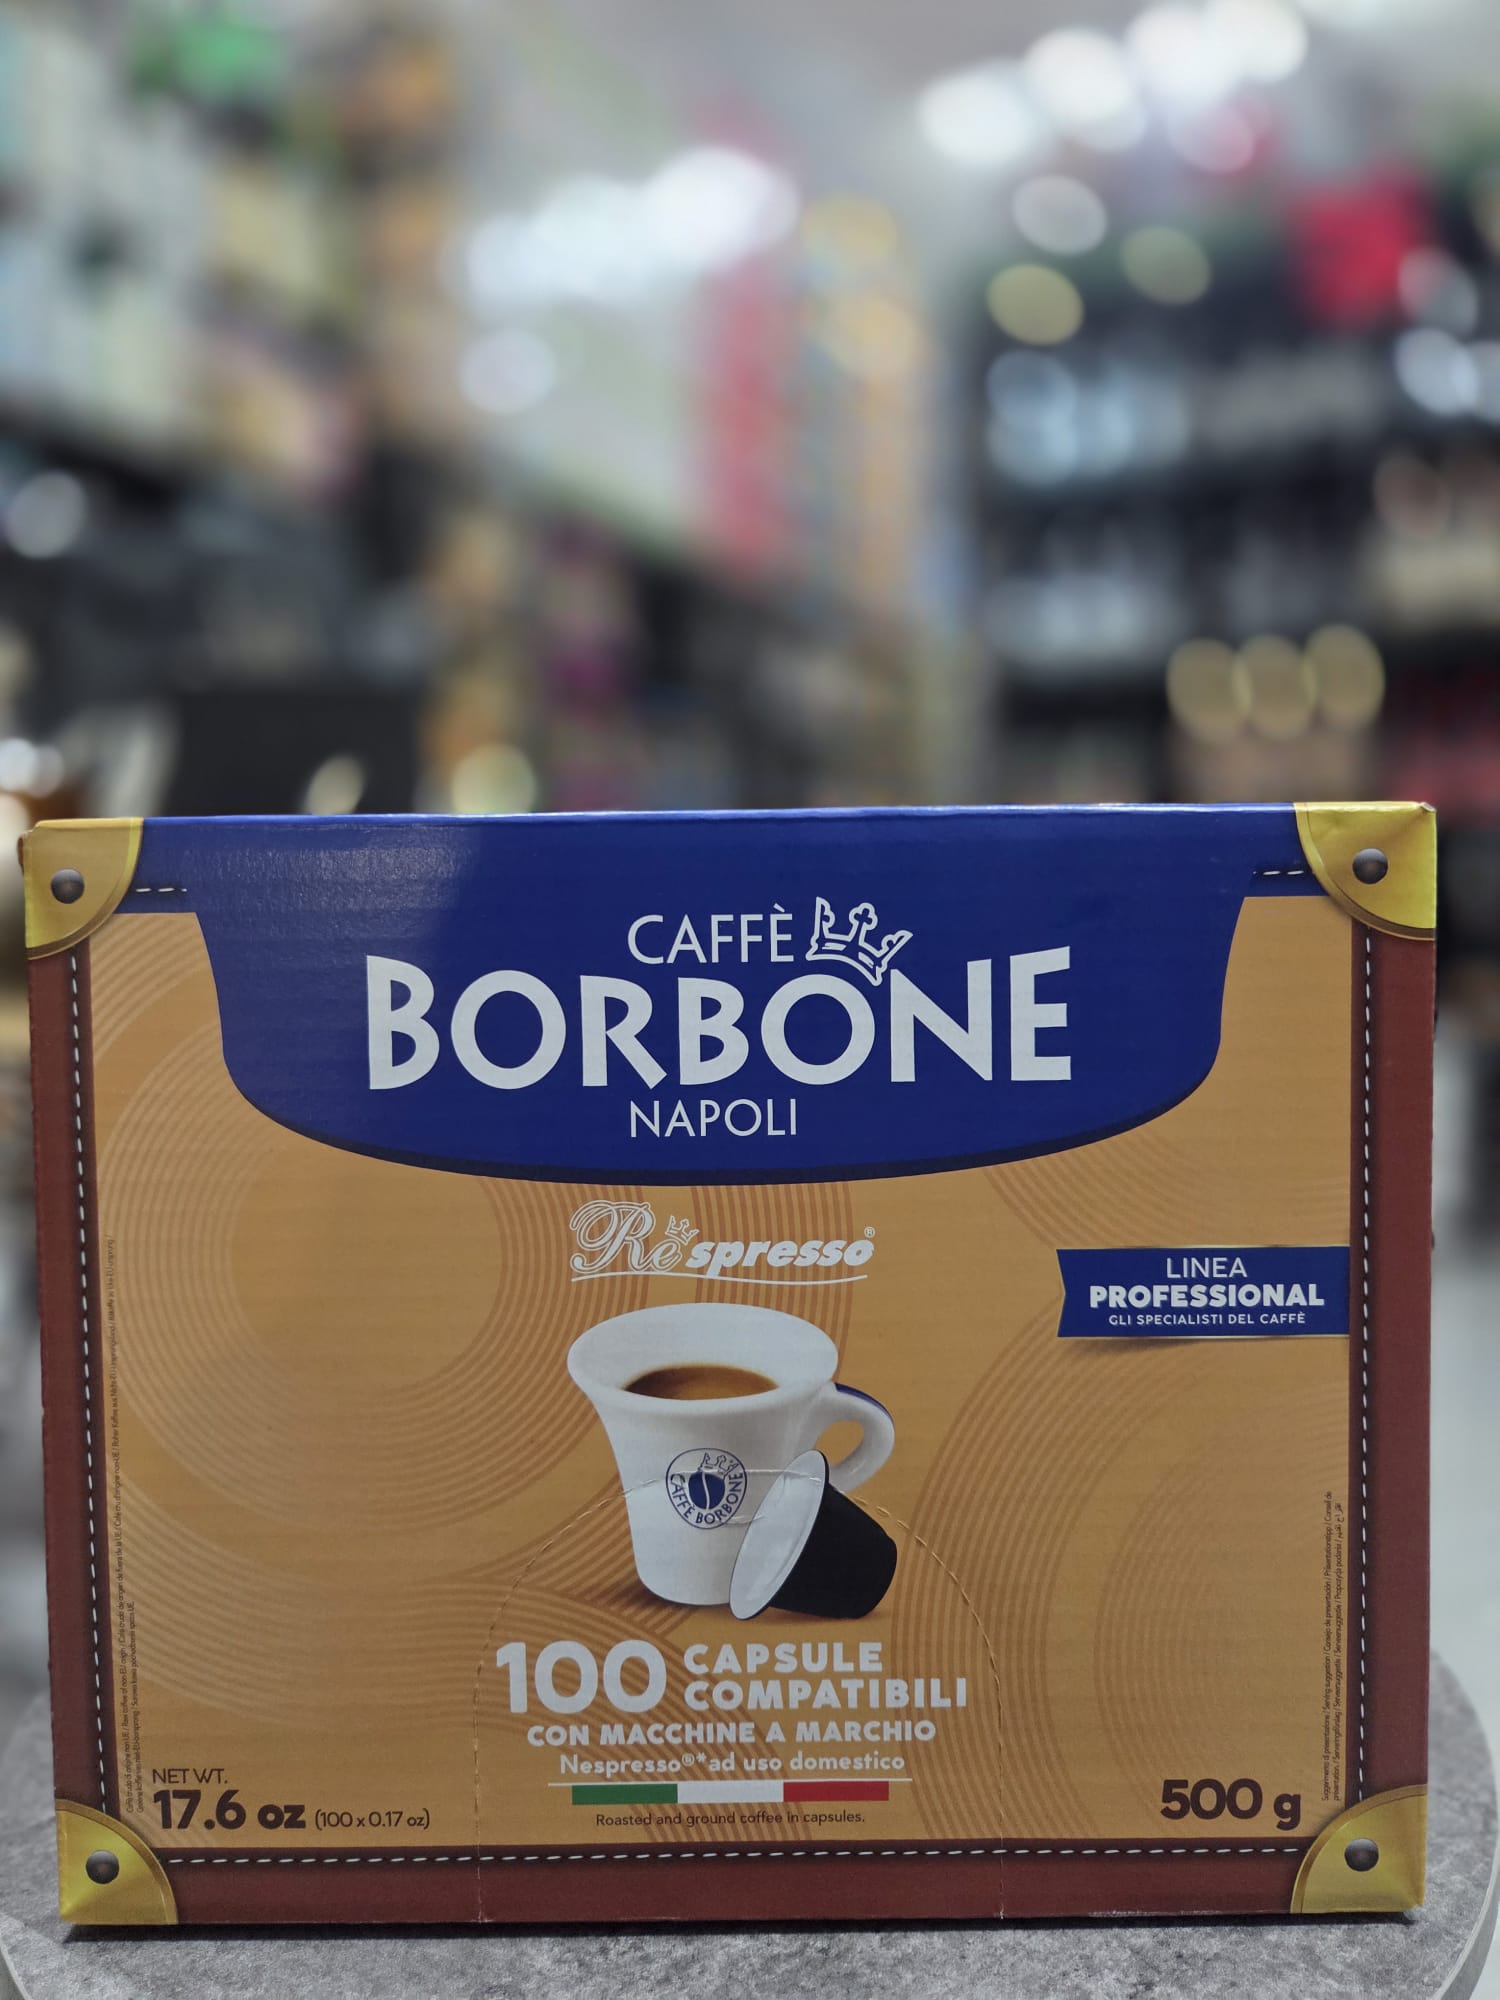 CAFFÈ
BORBONE
NAPOLI
Respresso®
LINEA
PROFESSIONAL
GLI SPECIALISTI DEL CAFFÈ
CAFFÈ BORBONE
100 CAPSULE
COMPATIBILI
CON MACCHINE A MARCHIO
Nespresso®* ad uso domestico
Roasted and ground coffee in capsules.
NET WT.
17.6 oz (100 x 0.17 oz)
500 g